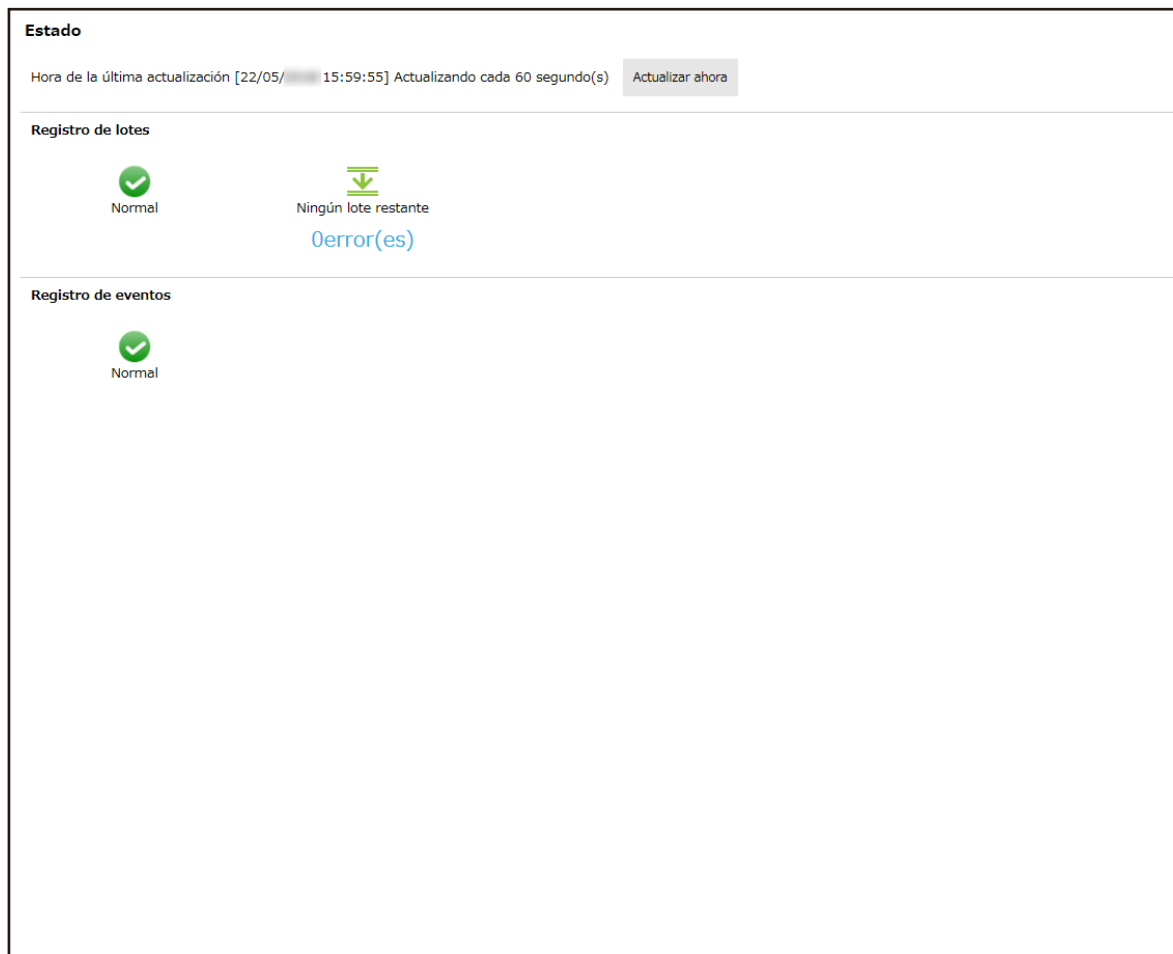 Estado
Hora de la última actualización [22/05/ 15:59:55] Actualizando cada 60 segundo(s) Actualizar ahora
Registro de lotes
Normal Ningún lote restante
0error(es)
Registro de eventos
Normal